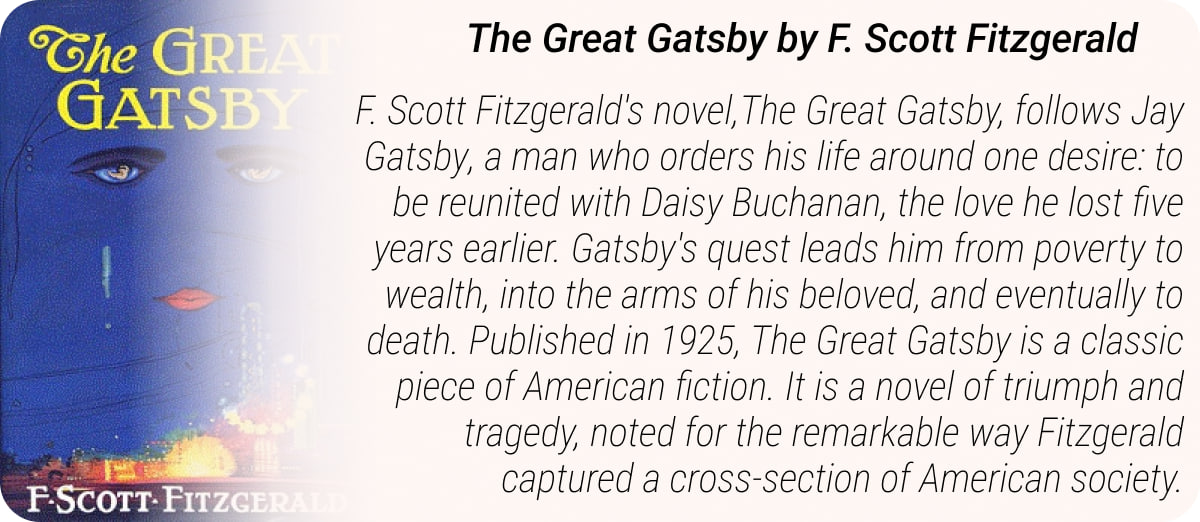 The GREAT
GATSBY
F·SCOTT·FITZGERALD
The Great Gatsby by F. Scott Fitzgerald
F. Scott Fitzgerald's novel,The Great Gatsby, follows Jay
Gatsby, a man who orders his life around one desire: to
be reunited with Daisy Buchanan, the love he lost five
years earlier. Gatsby's quest leads him from poverty to
wealth, into the arms of his beloved, and eventually to
death. Published in 1925, The Great Gatsby is a classic
piece of American fiction. It is a novel of triumph and
tragedy, noted for the remarkable way Fitzgerald
captured a cross-section of American society.